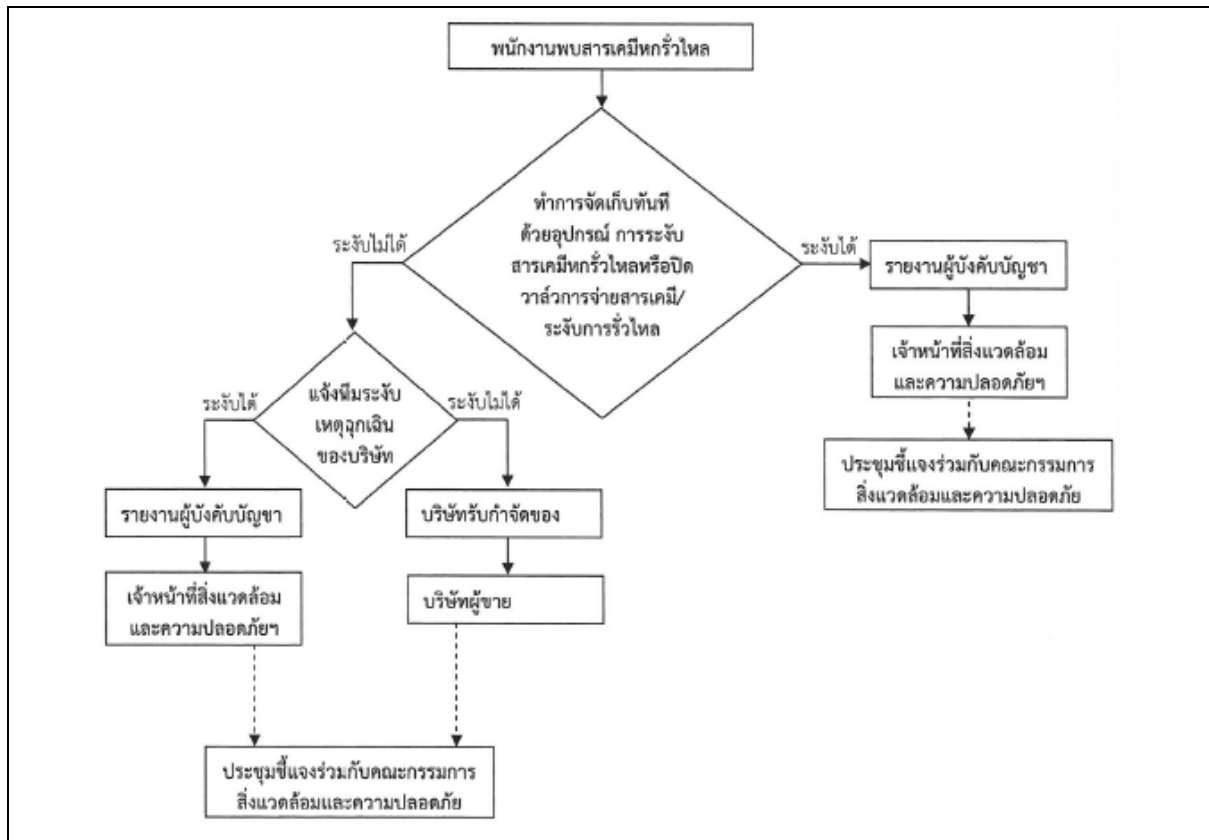 พนักงานพบสารเคมีหกรั่วไหล
ทำการจัดเก็บทันที
ด้วยอุปกรณ์ การระงับ
สารเคมีหกรั่วไหลหรือปิด
วาล์วการจ่ายสารเคมี/
ระงับการรั่วไหล
ระงับไม่ได้
ระงับได้
รายงานผู้บังคับบัญชา
เจ้าหน้าที่สิ่งแวดล้อม
และความปลอดภัยฯ
ประชุมชี้แจงร่วมกับคณะกรรมการ
สิ่งแวดล้อมและความปลอดภัย
แจ้งทีมระงับ
เหตุฉุกเฉิน
ของบริษัท
ระงับได้
ระงับไม่ได้
รายงานผู้บังคับบัญชา
เจ้าหน้าที่สิ่งแวดล้อม
และความปลอดภัยฯ
บริษัทรับกำจัดของ
บริษัทผู้ขาย
ประชุมชี้แจงร่วมกับคณะกรรมการ
สิ่งแวดล้อมและความปลอดภัย